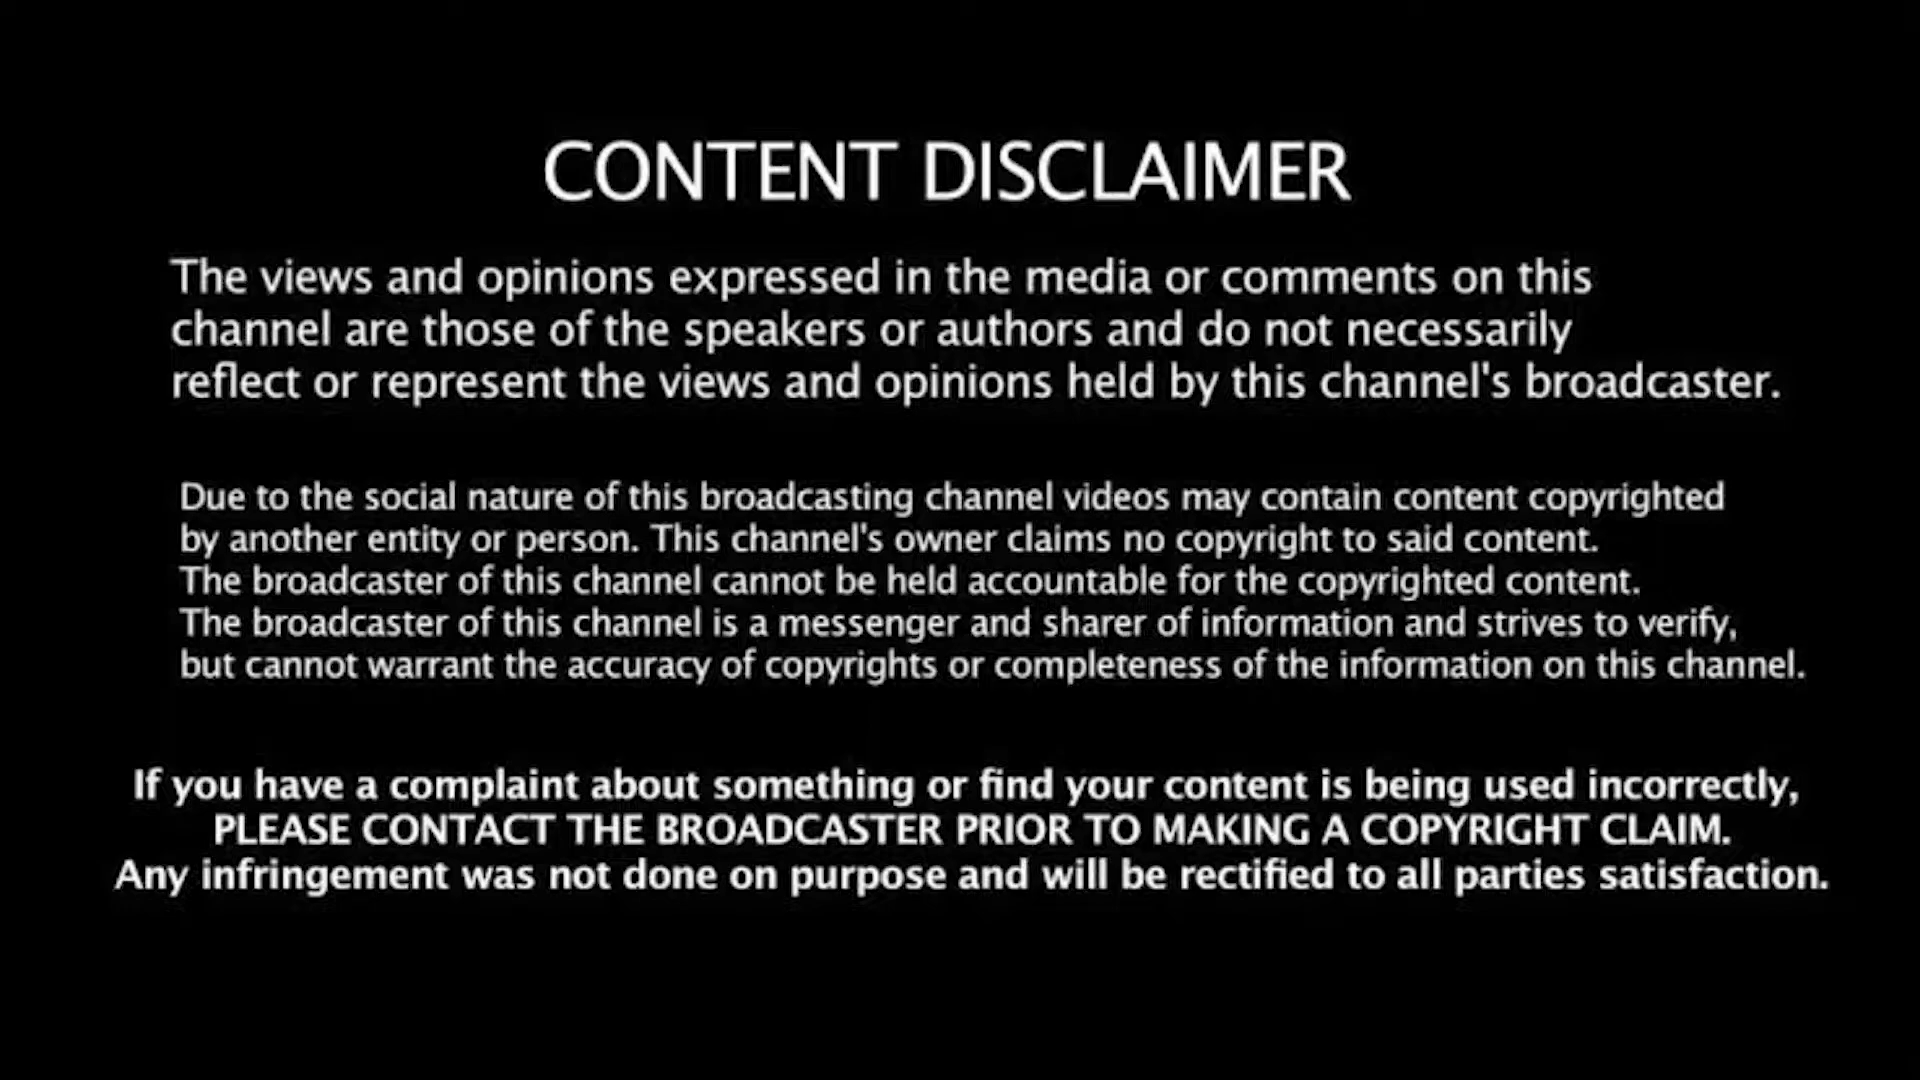 CONTENT DISCLAIMER
The views and opinions expressed in the media or comments on this
channel are those of the speakers or authors and do not necessarily
reflect or represent the views and opinions held by this channel's broadcaster.
Due to the social nature of this broadcasting channel videos may contain content copyrighted
by another entity or person. This channel's owner claims no copyright to said content.
The broadcaster of this channel cannot be held accountable for the copyrighted content.
The broadcaster of this channel is a messenger and sharer of information and strives to verify,
but cannot warrant the accuracy of copyrights or completeness of the information on this channel.
If you have a complaint about something or find your content is being used incorrectly,
PLEASE CONTACT THE BROADCASTER PRIOR TO MAKING A COPYRIGHT CLAIM.
Any infringement was not done on purpose and will be rectified to all parties satisfaction.